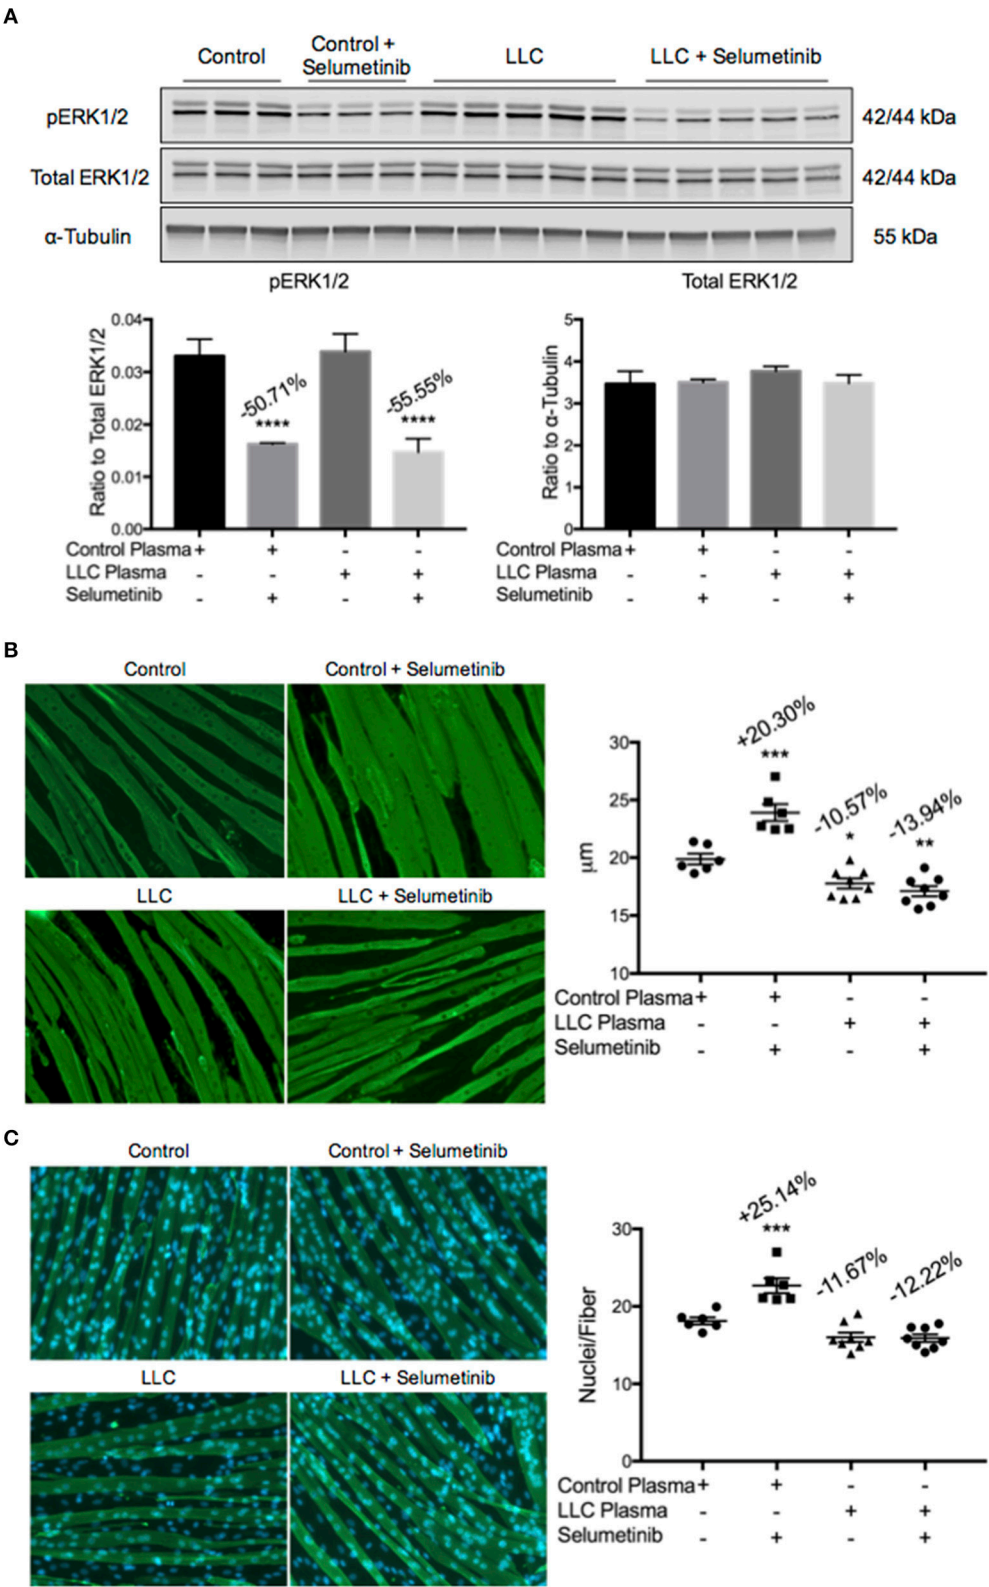 A
Control
Control +
Selumetinib
LLC
LLC + Selumetinib
pERK1/2
42/44 kDa
Total ERK1/2
42/44 kDa
α-Tubulin
55 kDa
pERK1/2
Ratio to Total ERK1/2
0.04
0.03
0.02
0.01
0.00
-50.71%
****
-55.55%
****
Control Plasma + + - -
LLC Plasma - - + +
Selumetinib - + - +
Total ERK1/2
Ratio to α-Tubulin
5
4
3
2
1
0
Control Plasma + + - -
LLC Plasma - - + +
Selumetinib - + - +
B
Control
Control + Selumetinib
LLC
LLC + Selumetinib
μm
30
25
20
15
10
+20.30%
***
-10.57%
*
-13.94%
**
Control Plasma + + - -
LLC Plasma - - + +
Selumetinib - + - +
C
Control
Control + Selumetinib
LLC
LLC + Selumetinib
Nuclei/Fiber
30
20
10
0
+25.14%
***
-11.67%
-12.22%
Control Plasma + + - -
LLC Plasma - - + +
Selumetinib - + - +